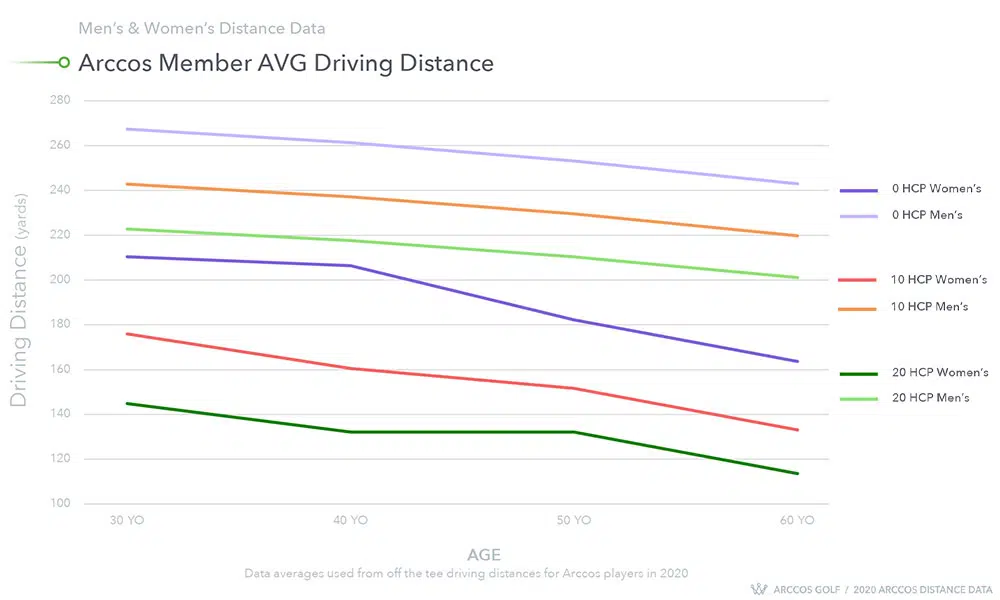 Men's & Women's Distance Data
Arccos Member AVG Driving Distance
Driving Distance (yards)
280
260
240
220
200
180
160
140
120
100
30 YO
40 YO
50 YO
60 YO
AGE
Data averages used from off the tee driving distances for Arccos players in 2020
0 HCP Women's
0 HCP Men's
10 HCP Women's
10 HCP Men's
20 HCP Women's
20 HCP Men's
ARCCOS GOLF / 2020 ARCCOS DISTANCE DATA